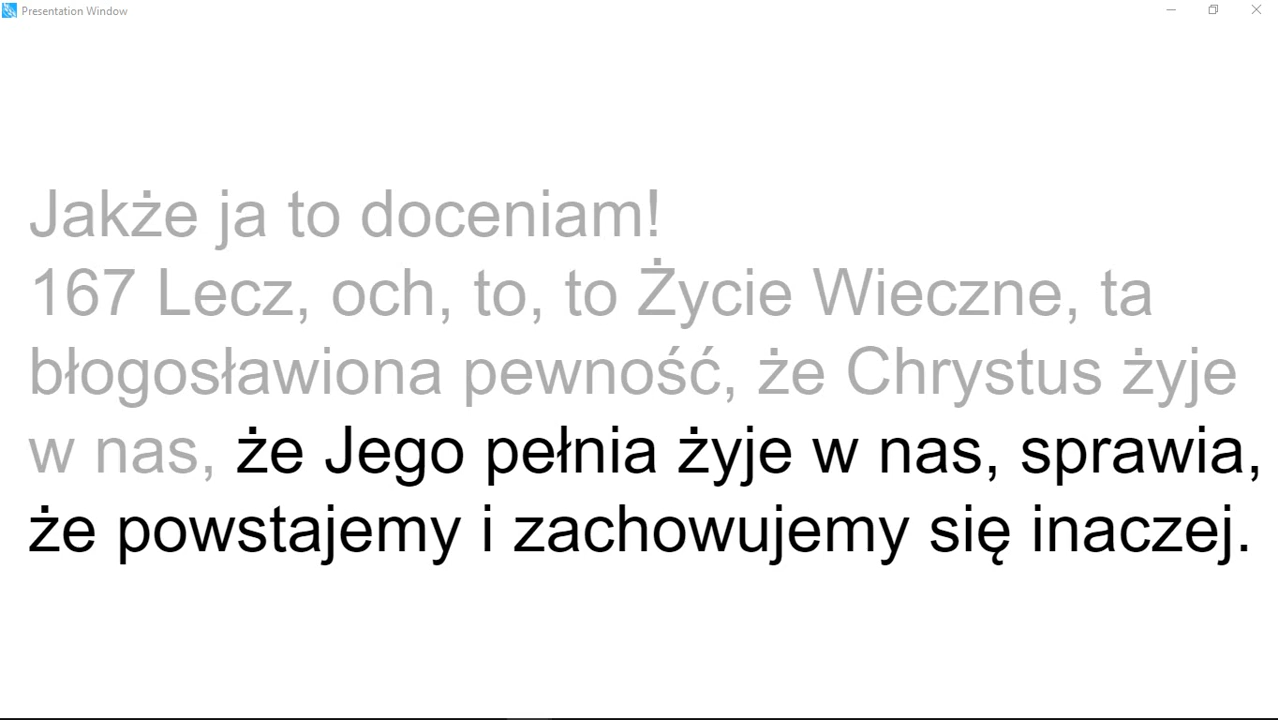 Presentation Window
Jakże ja to doceniam!
167 Lecz, och, to, to Życie Wieczne, ta
błogosławiona pewność, że Chrystus żyje
w nas, że Jego pełnia żyje w nas, sprawia,
że powstajemy i zachowujemy się inaczej.